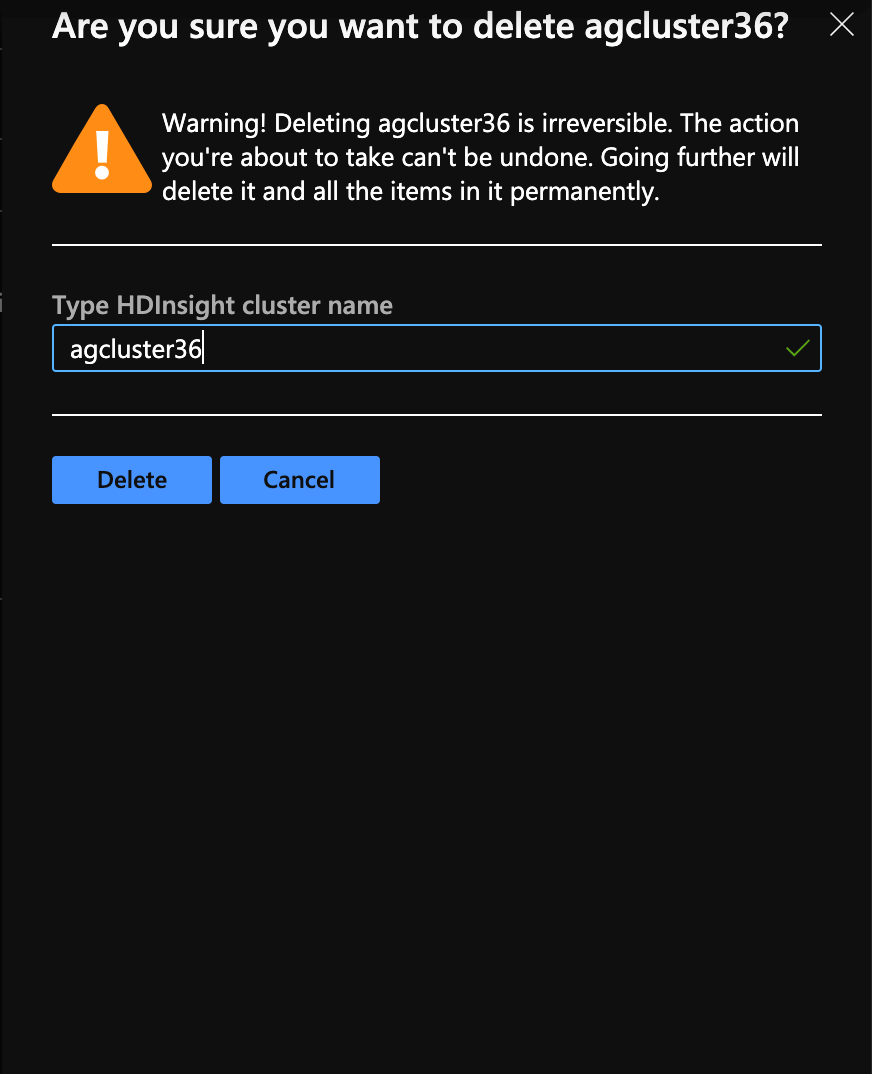 Are you sure you want to delete agcluster36?
Warning! Deleting agcluster36 is irreversible. The action
you're about to take can't be undone. Going further will
delete it and all the items in it permanently.
Type HDInsight cluster name
agcluster36
Delete
Cancel